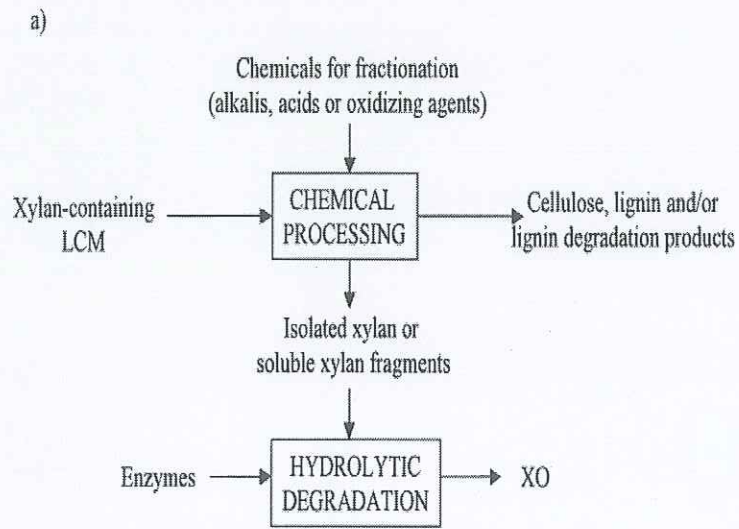 a)
Chemicals for fractionation
(alkalis, acids or oxidizing agents)
Xylan-containing
LCM
CHEMICAL
PROCESSING
Cellulose, lignin and/or
lignin degradation products
Isolated xylan or
soluble xylan fragments
Enzymes
HYDROLYTIC
DEGRADATION
XO